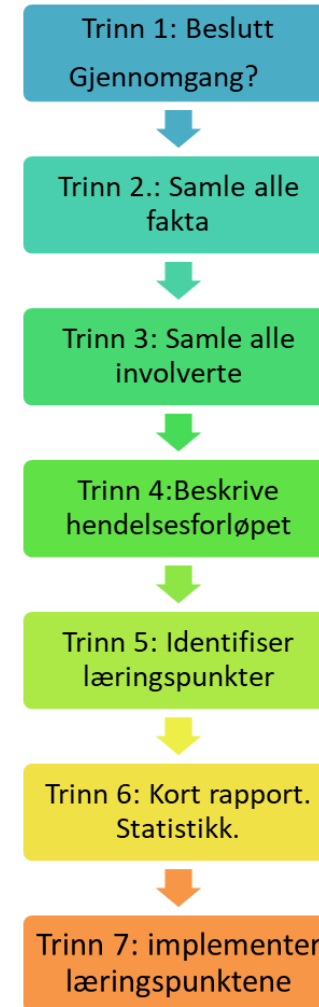 Trinn 1: Beslutt
Gjennomgang?
Trinn 2.: Samle alle
fakta
Trinn 3: Samle alle
involverte
Trinn 4:Beskrive
hendelsesforløpet
Trinn 5: Identifiser
læringspunkter
Trinn 6: Kort rapport.
Statistikk.
Trinn 7: implementer
læringspunktene